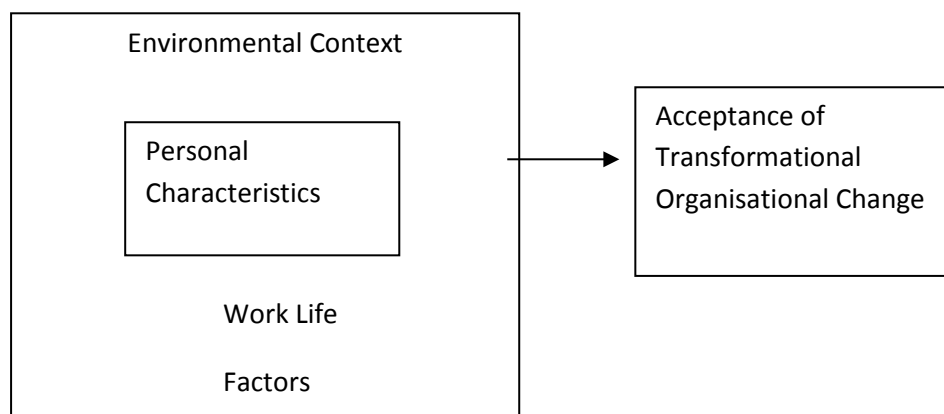 Environmental Context
Personal
Characteristics
Work Life
Factors
Acceptance of
Transformational
Organisational Change